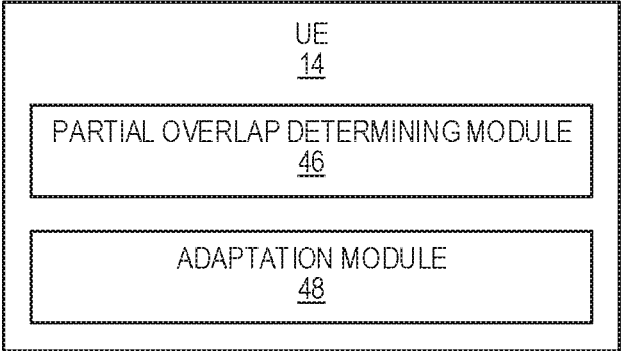 UE
14
PARTIAL OVERLAP DETERMINING MODULE
46
ADAPTATION MODULE
48